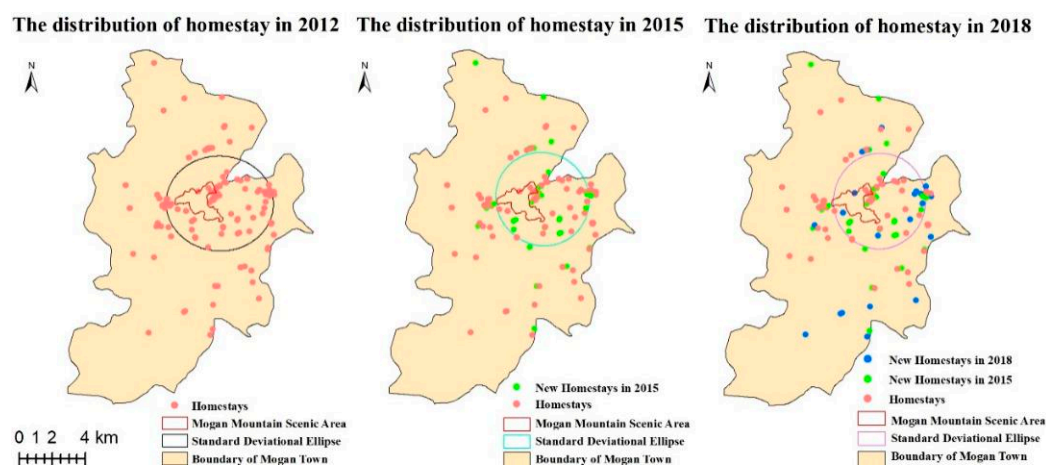 The distribution of homestay in 2012
The distribution of homestay in 2015
The distribution of homestay in 2018
N
N
N
Homestays
Mogan Mountain Scenic Area
Standard Deviational Ellipse
Boundary of Mogan Town
0 1 2 4 km
New Homestays in 2015
Homestays
Mogan Mountain Scenic Area
Standard Deviational Ellipse
Boundary of Mogan Town
New Homestays in 2018
New Homestays in 2015
Homestays
Mogan Mountain Scenic Area
Standard Deviational Ellipse
Boundary of Mogan Town